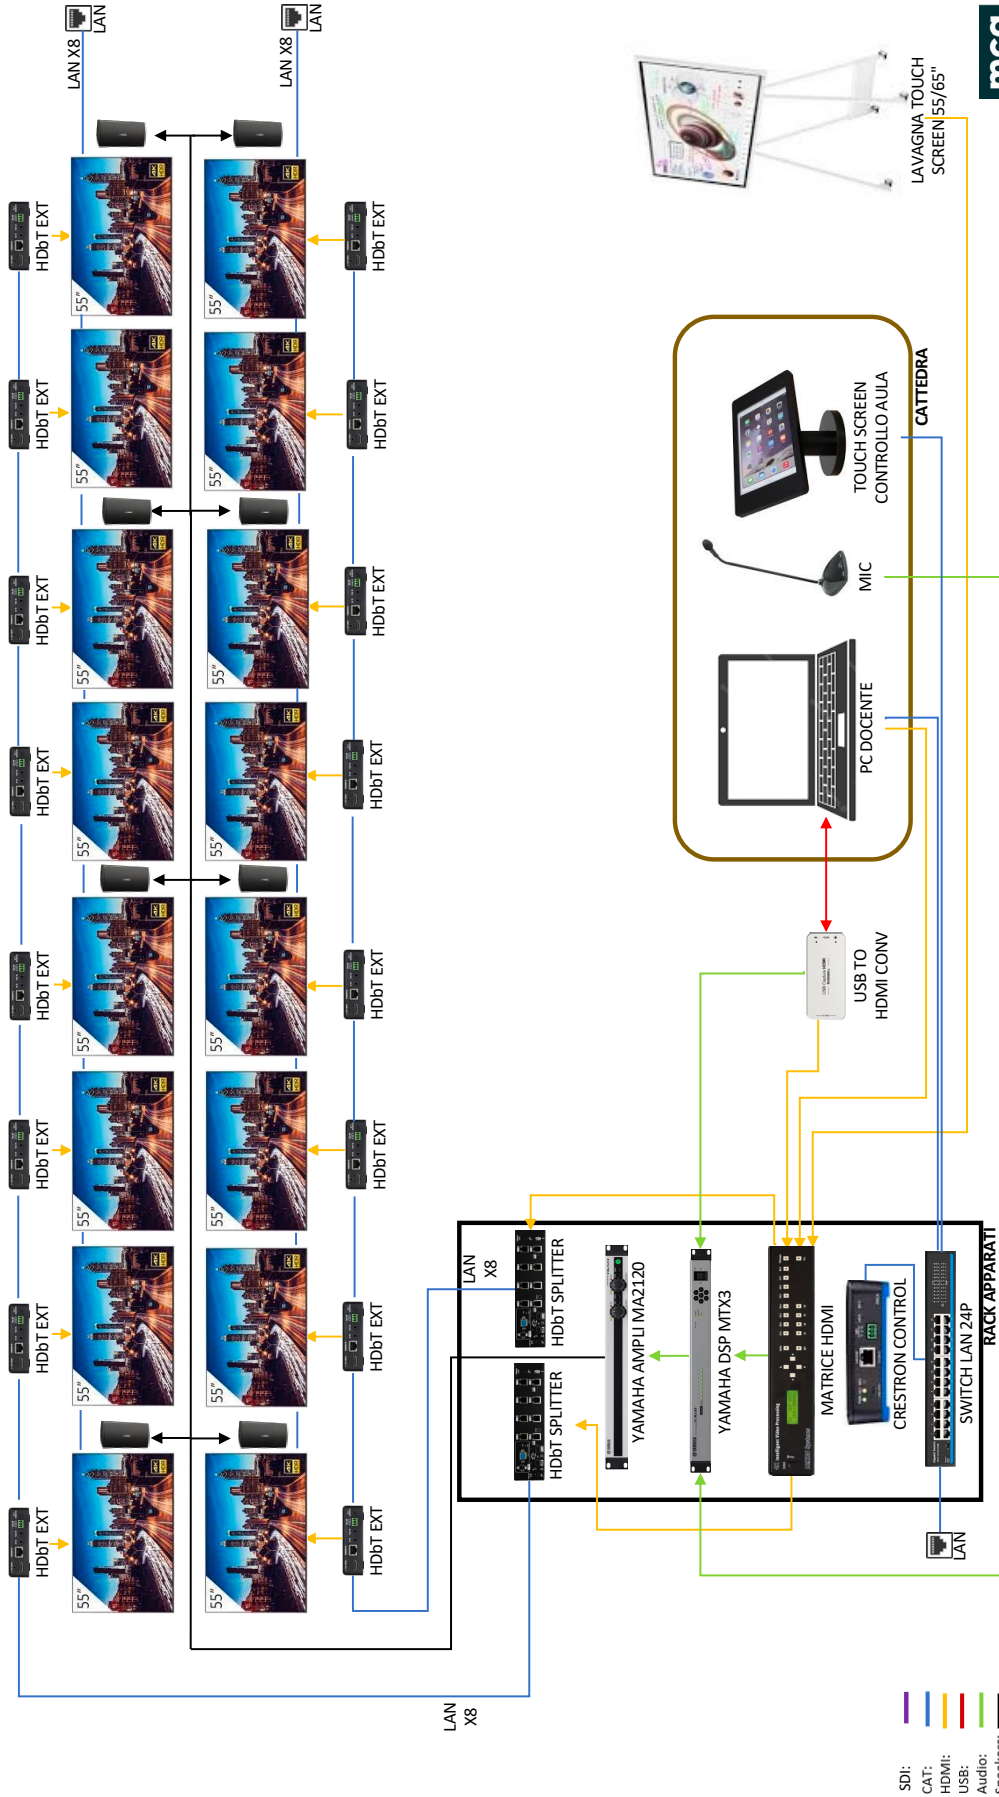 LAN
LAN X8
LAN
LAN X8
HDbT EXT
HDbT EXT
HDbT EXT
HDbT EXT
HDbT EXT
HDbT EXT
HDbT EXT
HDbT EXT
55"
55"
55"
55"
55"
55"
55"
55"
4K
HDR
55"
55"
55"
55"
55"
55"
55"
55"
HDbT EXT
HDbT EXT
HDbT EXT
HDbT EXT
HDbT EXT
HDbT EXT
HDbT EXT
HDbT EXT
LAN
X8
LAN
X8
HDbT SPLITTER
HDbT SPLITTER
YAMAHA AMPLI MA2120
YAMAHA DSP MTX3
MATRICE HDMI
CRESTRON CONTROL
SWITCH LAN 24P
RACK APPARATI
LAN
USB TO
HDMI CONV
PC DOCENTE
MIC
TOUCH SCREEN
CONTROLLO AULA
CATTEDRA
LAVAGNA TOUCH
SCREEN 55/65"
SDI:
CAT:
HDMI:
USB:
Audio: